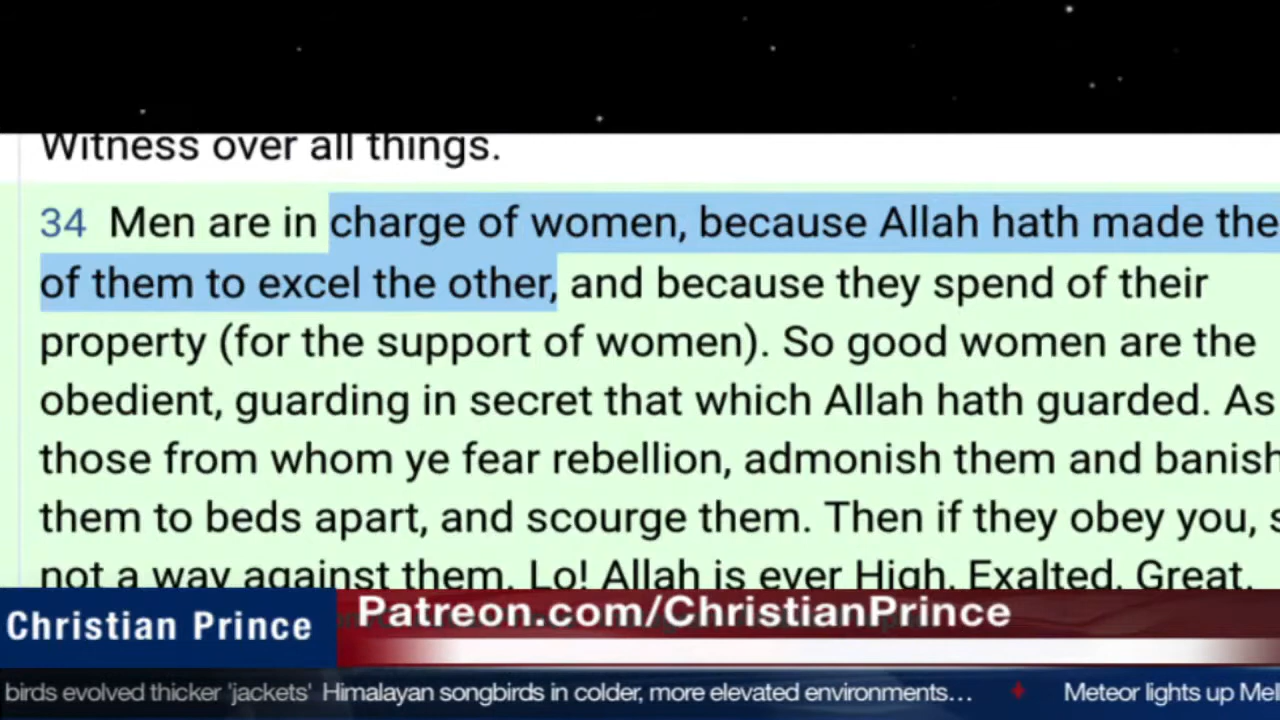 Witness over all things.
34 Men are in charge of women, because Allah hath made the
of them to excel the other, and because they spend of their
property (for the support of women). So good women are the
obedient, guarding in secret that which Allah hath guarded. As
those from whom ye fear rebellion, admonish them and banish
them to beds apart, and scourge them. Then if they obey you, s
not a way against them. Lo! Allah is ever High, Exalted, Great.
Christian Prince
Patreon.com/ChristianPrince
birds evolved thicker 'jackets' Himalayan songbirds in colder, more elevated environments... Meteor lights up Mel